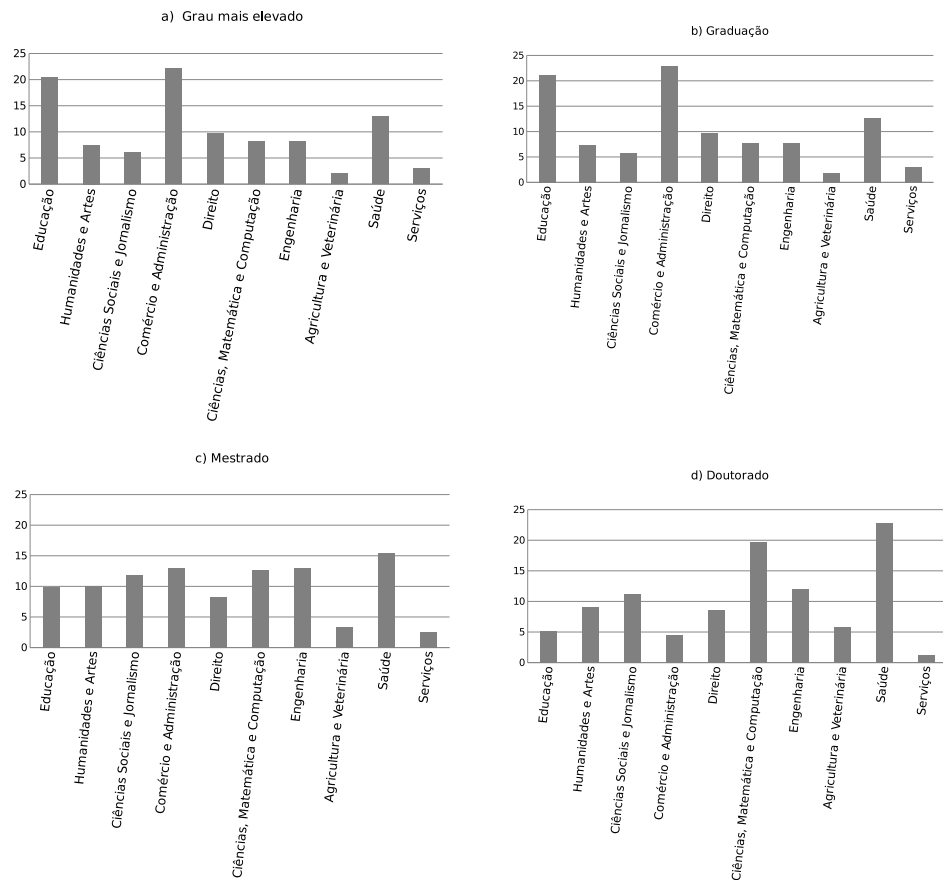 a)  Grau mais elevado
25
20
15
10
5
0
Educação
Humanidades e Artes
Ciências Sociais e Jornalismo
Comércio e Administração
Direito
Ciências, Matemática e Computação
Engenharia
Agricultura e Veterinária
Saúde
Serviços
b) Graduação
25
20
15
10
5
0
Educação
Humanidades e Artes
Ciências Sociais e Jornalismo
Comércio e Administração
Direito
Ciências, Matemática e Computação
Engenharia
Agricultura e Veterinária
Saúde
Serviços
c) Mestrado
25
20
15
10
5
0
Educação
Humanidades e Artes
Ciências Sociais e Jornalismo
Comércio e Administração
Direito
Ciências, Matemática e Computação
Engenharia
Agricultura e Veterinária
Saúde
Serviços
d) Doutorado
25
20
15
10
5
0
Educação
Humanidades e Artes
Ciências Sociais e Jornalismo
Comércio e Administração
Direito
Ciências, Matemática e Computação
Engenharia
Agricultura e Veterinária
Saúde
Serviços